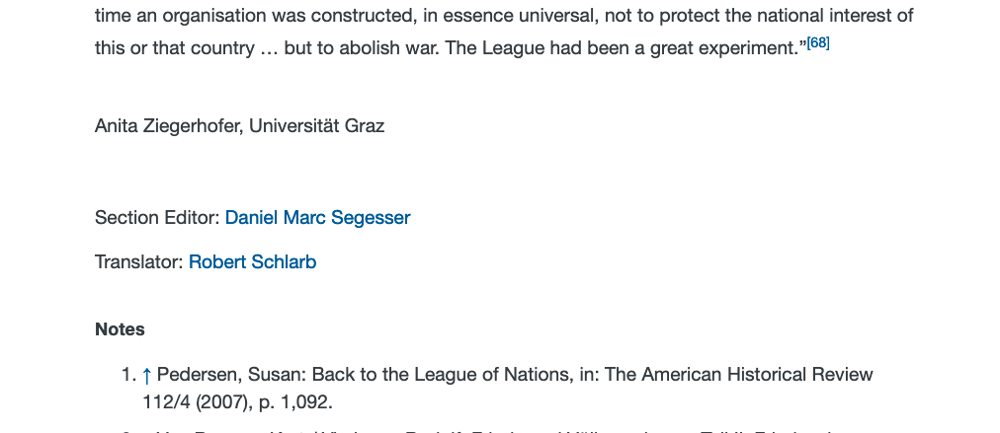 time an organisation was constructed, in essence universal, not to protect the national interest of
this or that country … but to abolish war. The League had been a great experiment.”[68]
Anita Ziegerhofer, Universität Graz
Section Editor: Daniel Marc Segesser
Translator: Robert Schlarb
Notes
1. ↑ Pedersen, Susan: Back to the League of Nations, in: The American Historical Review
112/4 (2007), p. 1,092.